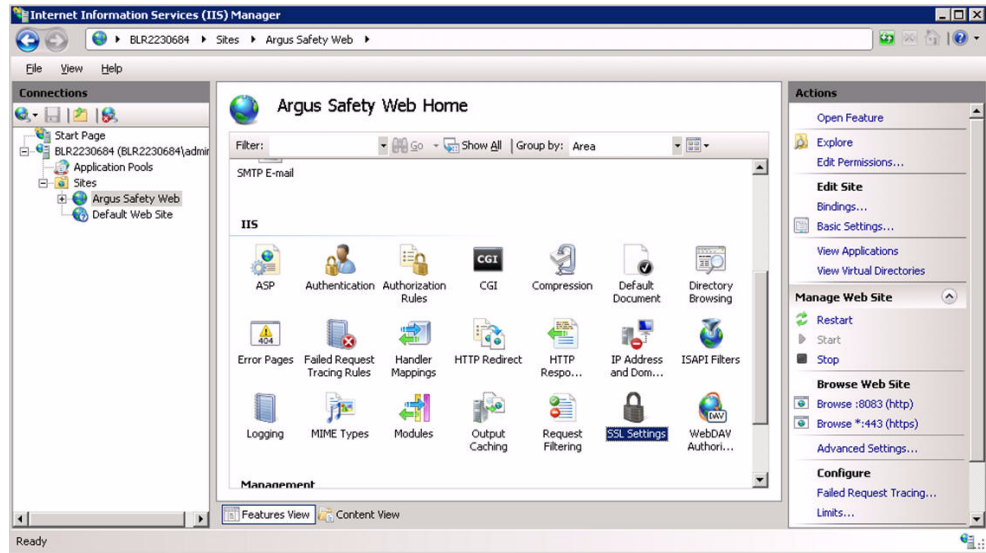 Internet Information Services (IIS) Manager
BLR2230684 Sites Argus Safety Web
File View Help
Connections
Start Page
BLR2230684 (BLR2230684\admir
Application Pools
Sites
Argus Safety Web
Default Web Site
Argus Safety Web Home
Filter: Go Show All Group by: Area
SMTP E-mail
IIS
ASP Authentication Authorization Rules CGI Compression Default Document Directory Browsing
CGI
404
Error Pages Failed Request Tracing Rules Handler Mappings HTTP Redirect HTTP Respo... IP Address and Dom... ISAPI Filters
DAV
Logging MIME Types Modules Output Caching Request Filtering SSL Settings WebDAV Authori...
Management
Features View Content View
Actions
Open Feature
Explore
Edit Permissions...
Edit Site
Bindings...
Basic Settings...
View Applications
View Virtual Directories
Manage Web Site
Restart
Start
Stop
Browse Web Site
Browse :8083 (http)
Browse *:443 (https)
Advanced Settings...
Configure
Failed Request Tracing...
Limits...
Ready